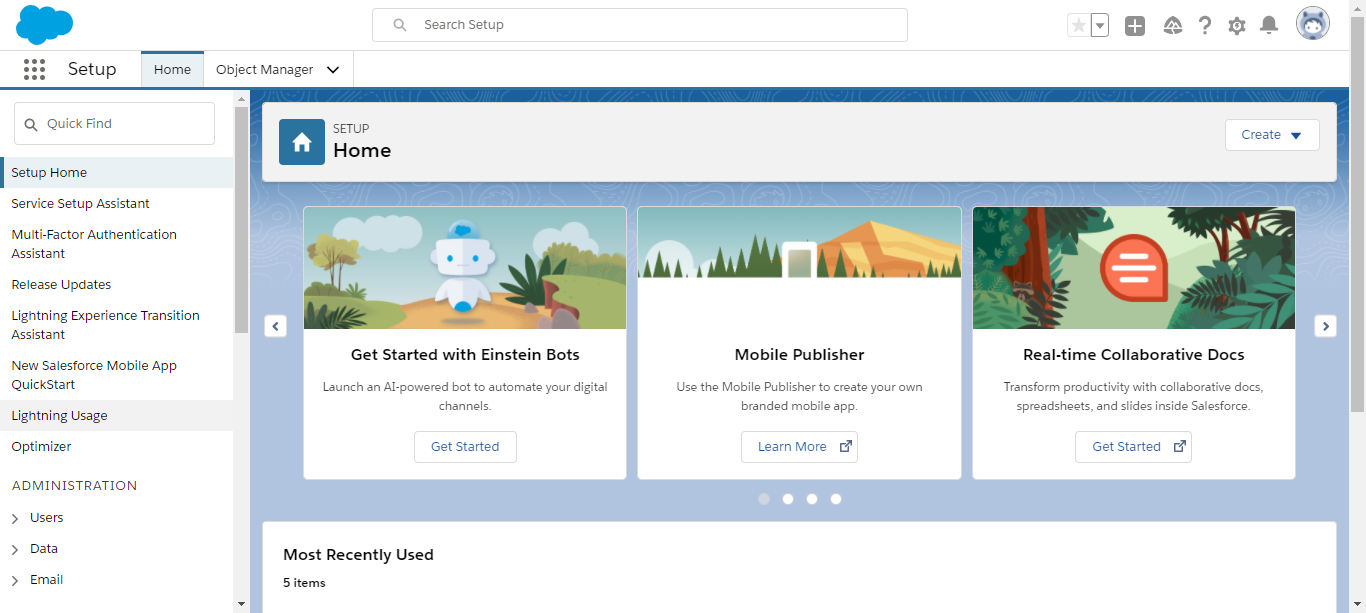 Search Setup
Setup
Home
Object Manager
Quick Find
Setup Home
Service Setup Assistant
Multi-Factor Authentication
Assistant
Release Updates
Lightning Experience Transition
Assistant
New Salesforce Mobile App
QuickStart
Lightning Usage
Optimizer
ADMINISTRATION
Users
Data
Email
SETUP
Home
Create
Get Started with Einstein Bots
Launch an AI-powered bot to automate your digital
channels.
Get Started
Mobile Publisher
Use the Mobile Publisher to create your own
branded mobile app.
Learn More
Real-time Collaborative Docs
Transform productivity with collaborative docs,
spreadsheets, and slides inside Salesforce.
Get Started
Most Recently Used
5 items